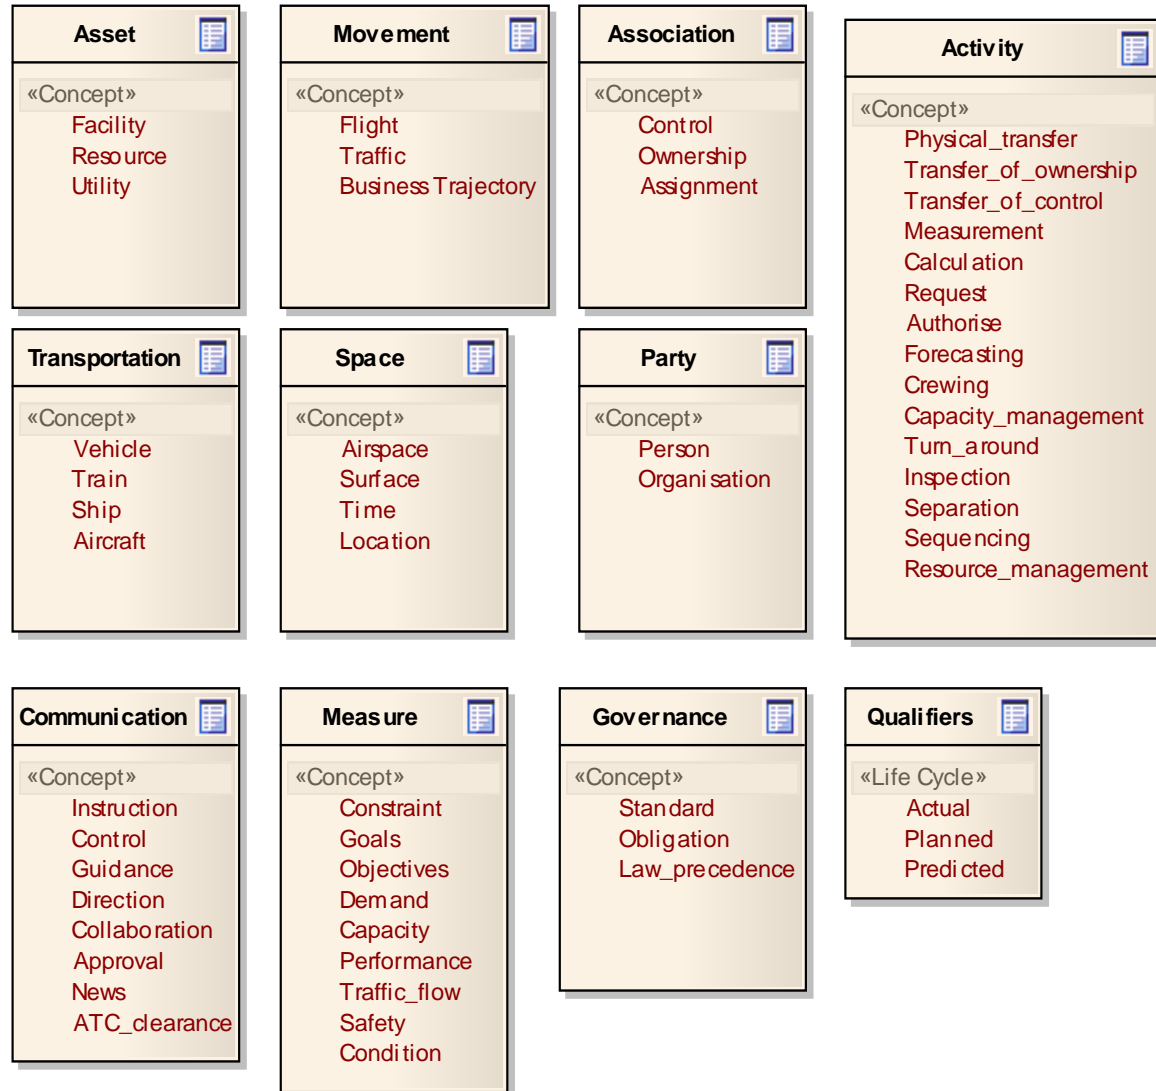 Asset
«Concept»
Facility
Resource
Utility
Movement
«Concept»
Flight
Traffic
Business Trajectory
Association
«Concept»
Control
Ownership
Assignment
Activity
«Concept»
Physical_transfer
Transfer_of_ownership
Transfer_of_control
Measurement
Calculation
Request
Authorise
Forecasting
Crewing
Capacity_management
Turn_around
Inspection
Separation
Sequencing
Resource_management
Transportation
«Concept»
Vehicle
Train
Ship
Aircraft
Space
«Concept»
Airspace
Surface
Time
Location
Party
«Concept»
Person
Organisation
Communication
«Concept»
Instruction
Control
Guidance
Direction
Collaboration
Approval
News
ATC_clearance
Measure
«Concept»
Constraint
Goals
Objectives
Demand
Capacity
Performance
Traffic_flow
Safety
Condition
Governance
«Concept»
Standard
Obligation
Law_precedence
Qualifiers
«Life Cycle»
Actual
Planned
Predicted